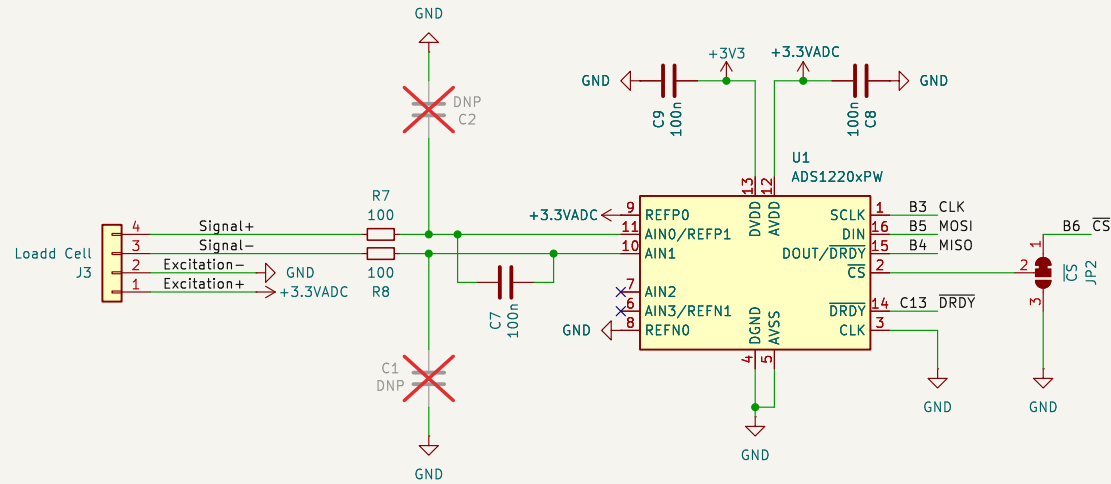 GND
DNP
C2
GND
C9
100n
+3V3
+3.3VADC
100n
C8
GND
U1
ADS1220xPW
R7
100
Loadd Cell
J3
4
Signal+
3
Signal-
2
Excitation-
GND
1
Excitation+
+3.3VADC
100
R8
C7
100n
+3.3VADC
9
REFP0
11
AIN0/REFP1
10
AIN1
7
AIN2
6
AIN3/REFN1
GND
8
REFN0
13
DVDD
12
AVDD
DGND
4
AVSS
5
SCLK
1
B3
CLK
DIN
16
B5
MOSI
DOUT/DRDY
15
B4
MISO
CS
2
DRDY
14
C13
DRDY
CLK
3
B6
CS
1
2
3
CS
JP2
C1
DNP
GND
GND
GND
GND